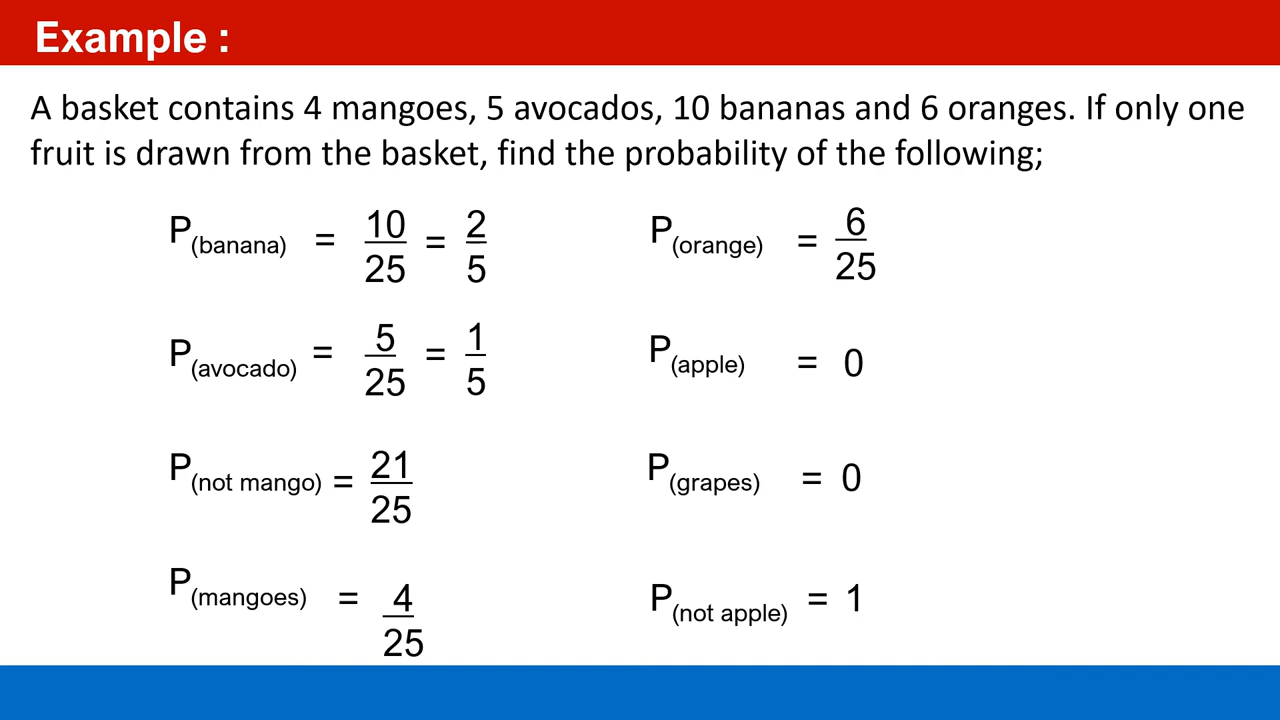 Example :
A basket contains 4 mangoes, 5 avocados, 10 bananas and 6 oranges. If only one
fruit is drawn from the basket, find the probability of the following;
P(banana) = 10/25 = 2/5
P(orange) = 6/25
P(avocado) = 5/25 = 1/5
P(apple) = 0
P(not mango) = 21/25
P(grapes) = 0
P(mangoes) = 4/25
P(not apple) = 1